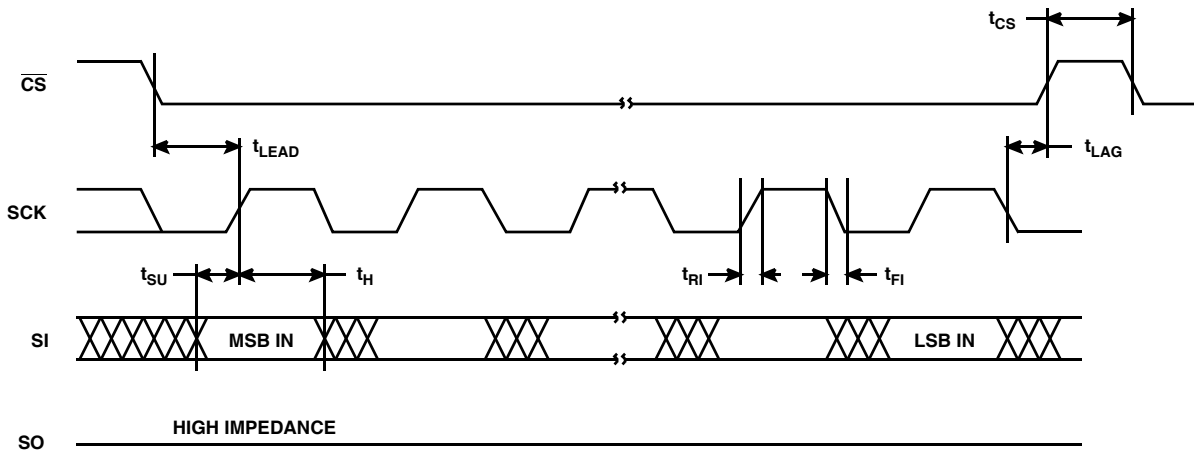 tCS
CS
tLEAD
tLAG
SCK
tSU
tH
tRI
tFI
SI
MSB IN
LSB IN
HIGH IMPEDANCE
SO